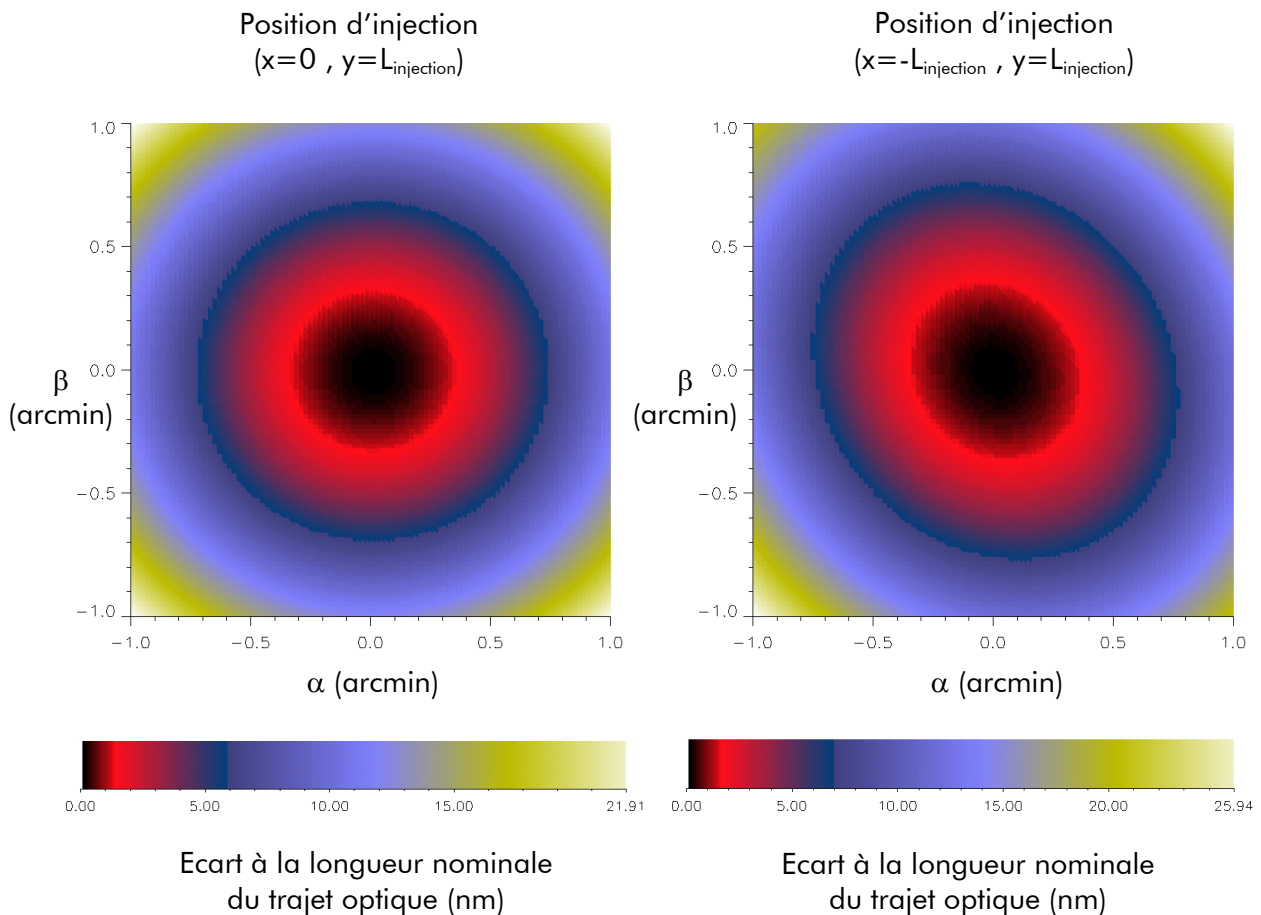 Position d'injection
(x=0 , y=Linjection)
1.0
0.5
0.0
−0.5
−1.0
β
(arcmin)
−1.0 −0.5 0.0 0.5 1.0
α (arcmin)
0.00 5.00 10.00 15.00 21.91
Ecart à la longueur nominale
du trajet optique (nm)
Position d'injection
(x=-Linjection , y=Linjection)
1.0
0.5
0.0
−0.5
−1.0
β
(arcmin)
−1.0 −0.5 0.0 0.5 1.0
α (arcmin)
0.00 5.00 10.00 15.00 20.00 25.94
Ecart à la longueur nominale
du trajet optique (nm)